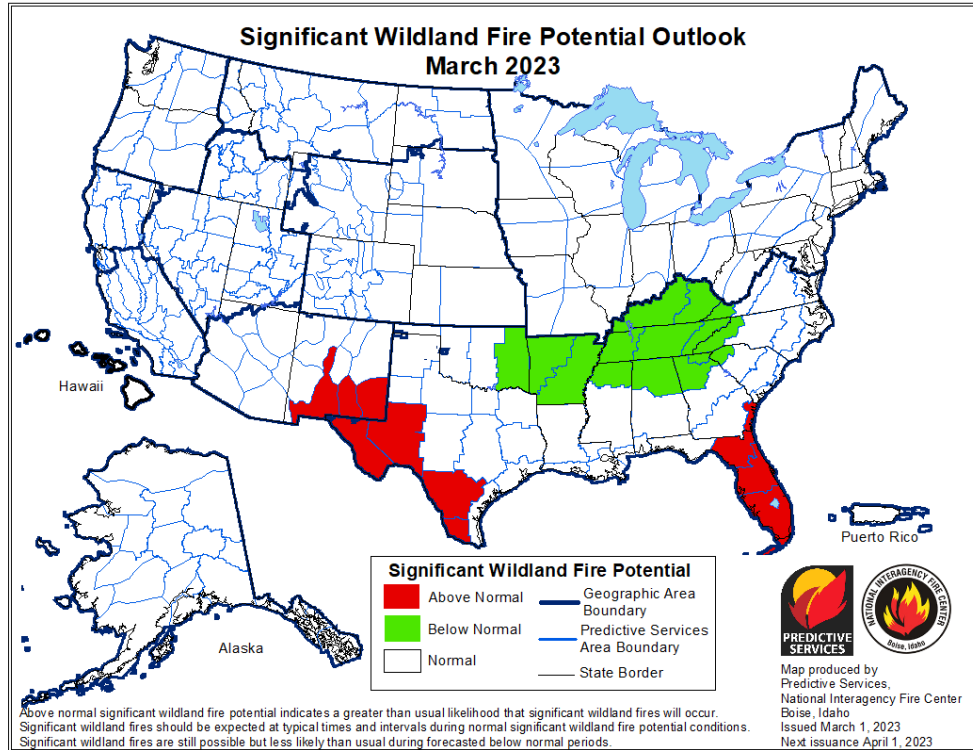 Significant Wildland Fire Potential Outlook
March 2023
Hawaii
Alaska
Puerto Rico
Significant Wildland Fire Potential
Above Normal
Below Normal
Normal
Geographic Area
Boundary
Predictive Services
Area Boundary
State Border
PREDICTIVE
SERVICES
NATIONAL INTERAGENCY FIRE CENTER
Boise, Idaho
Map produced by
Predictive Services,
National Interagency Fire Center
Boise, Idaho
Issued March 1, 2023
Next issuance April 1, 2023
Above normal significant wildland fire potential indicates a greater than usual likelihood that significant wildland fires will occur.
Significant wildland fires should be expected at typical times and intervals during normal significant wildland fire potential conditions.
Significant wildland fires are still possible but less likely than usual during forecasted below normal periods.